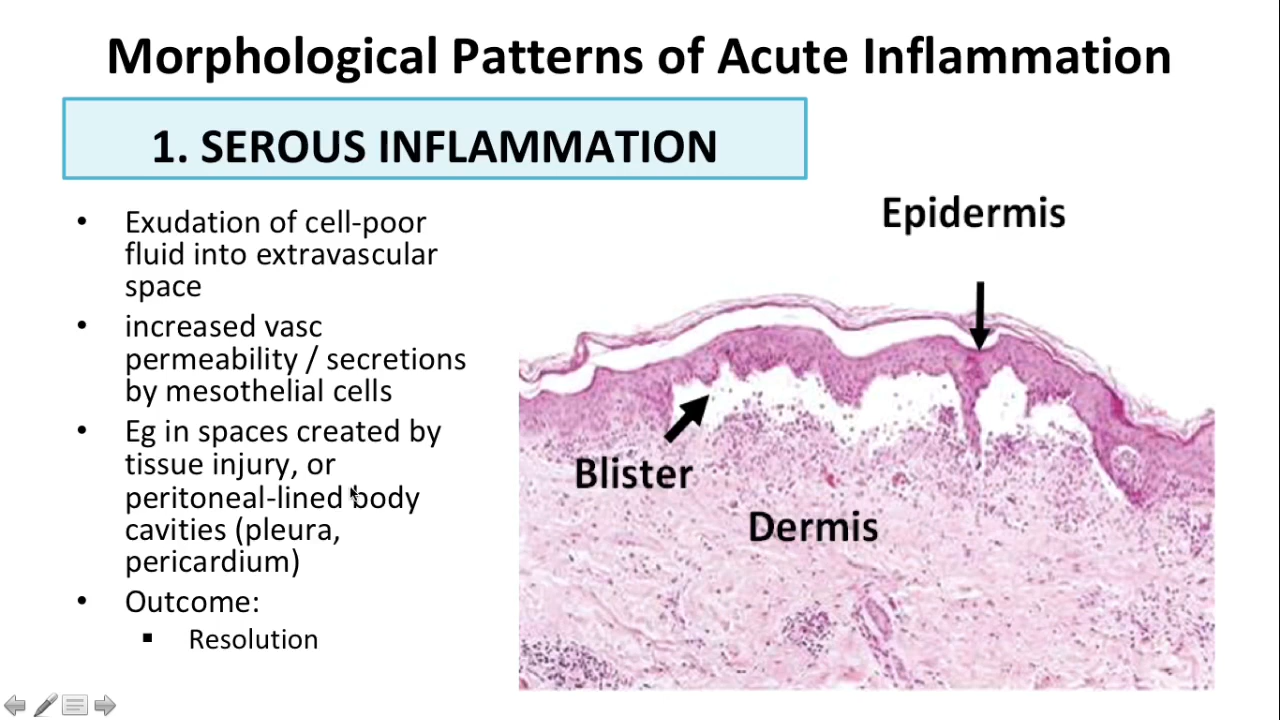 Morphological Patterns of Acute Inflammation
1. SEROUS INFLAMMATION
• Exudation of cell-poor
fluid into extravascular
space
• increased vasc
permeability / secretions
by mesothelial cells
• Eg in spaces created by
tissue injury, or
peritoneal-lined body
cavities (pleura,
pericardium)
• Outcome:
▪ Resolution
Epidermis
Blister
Dermis